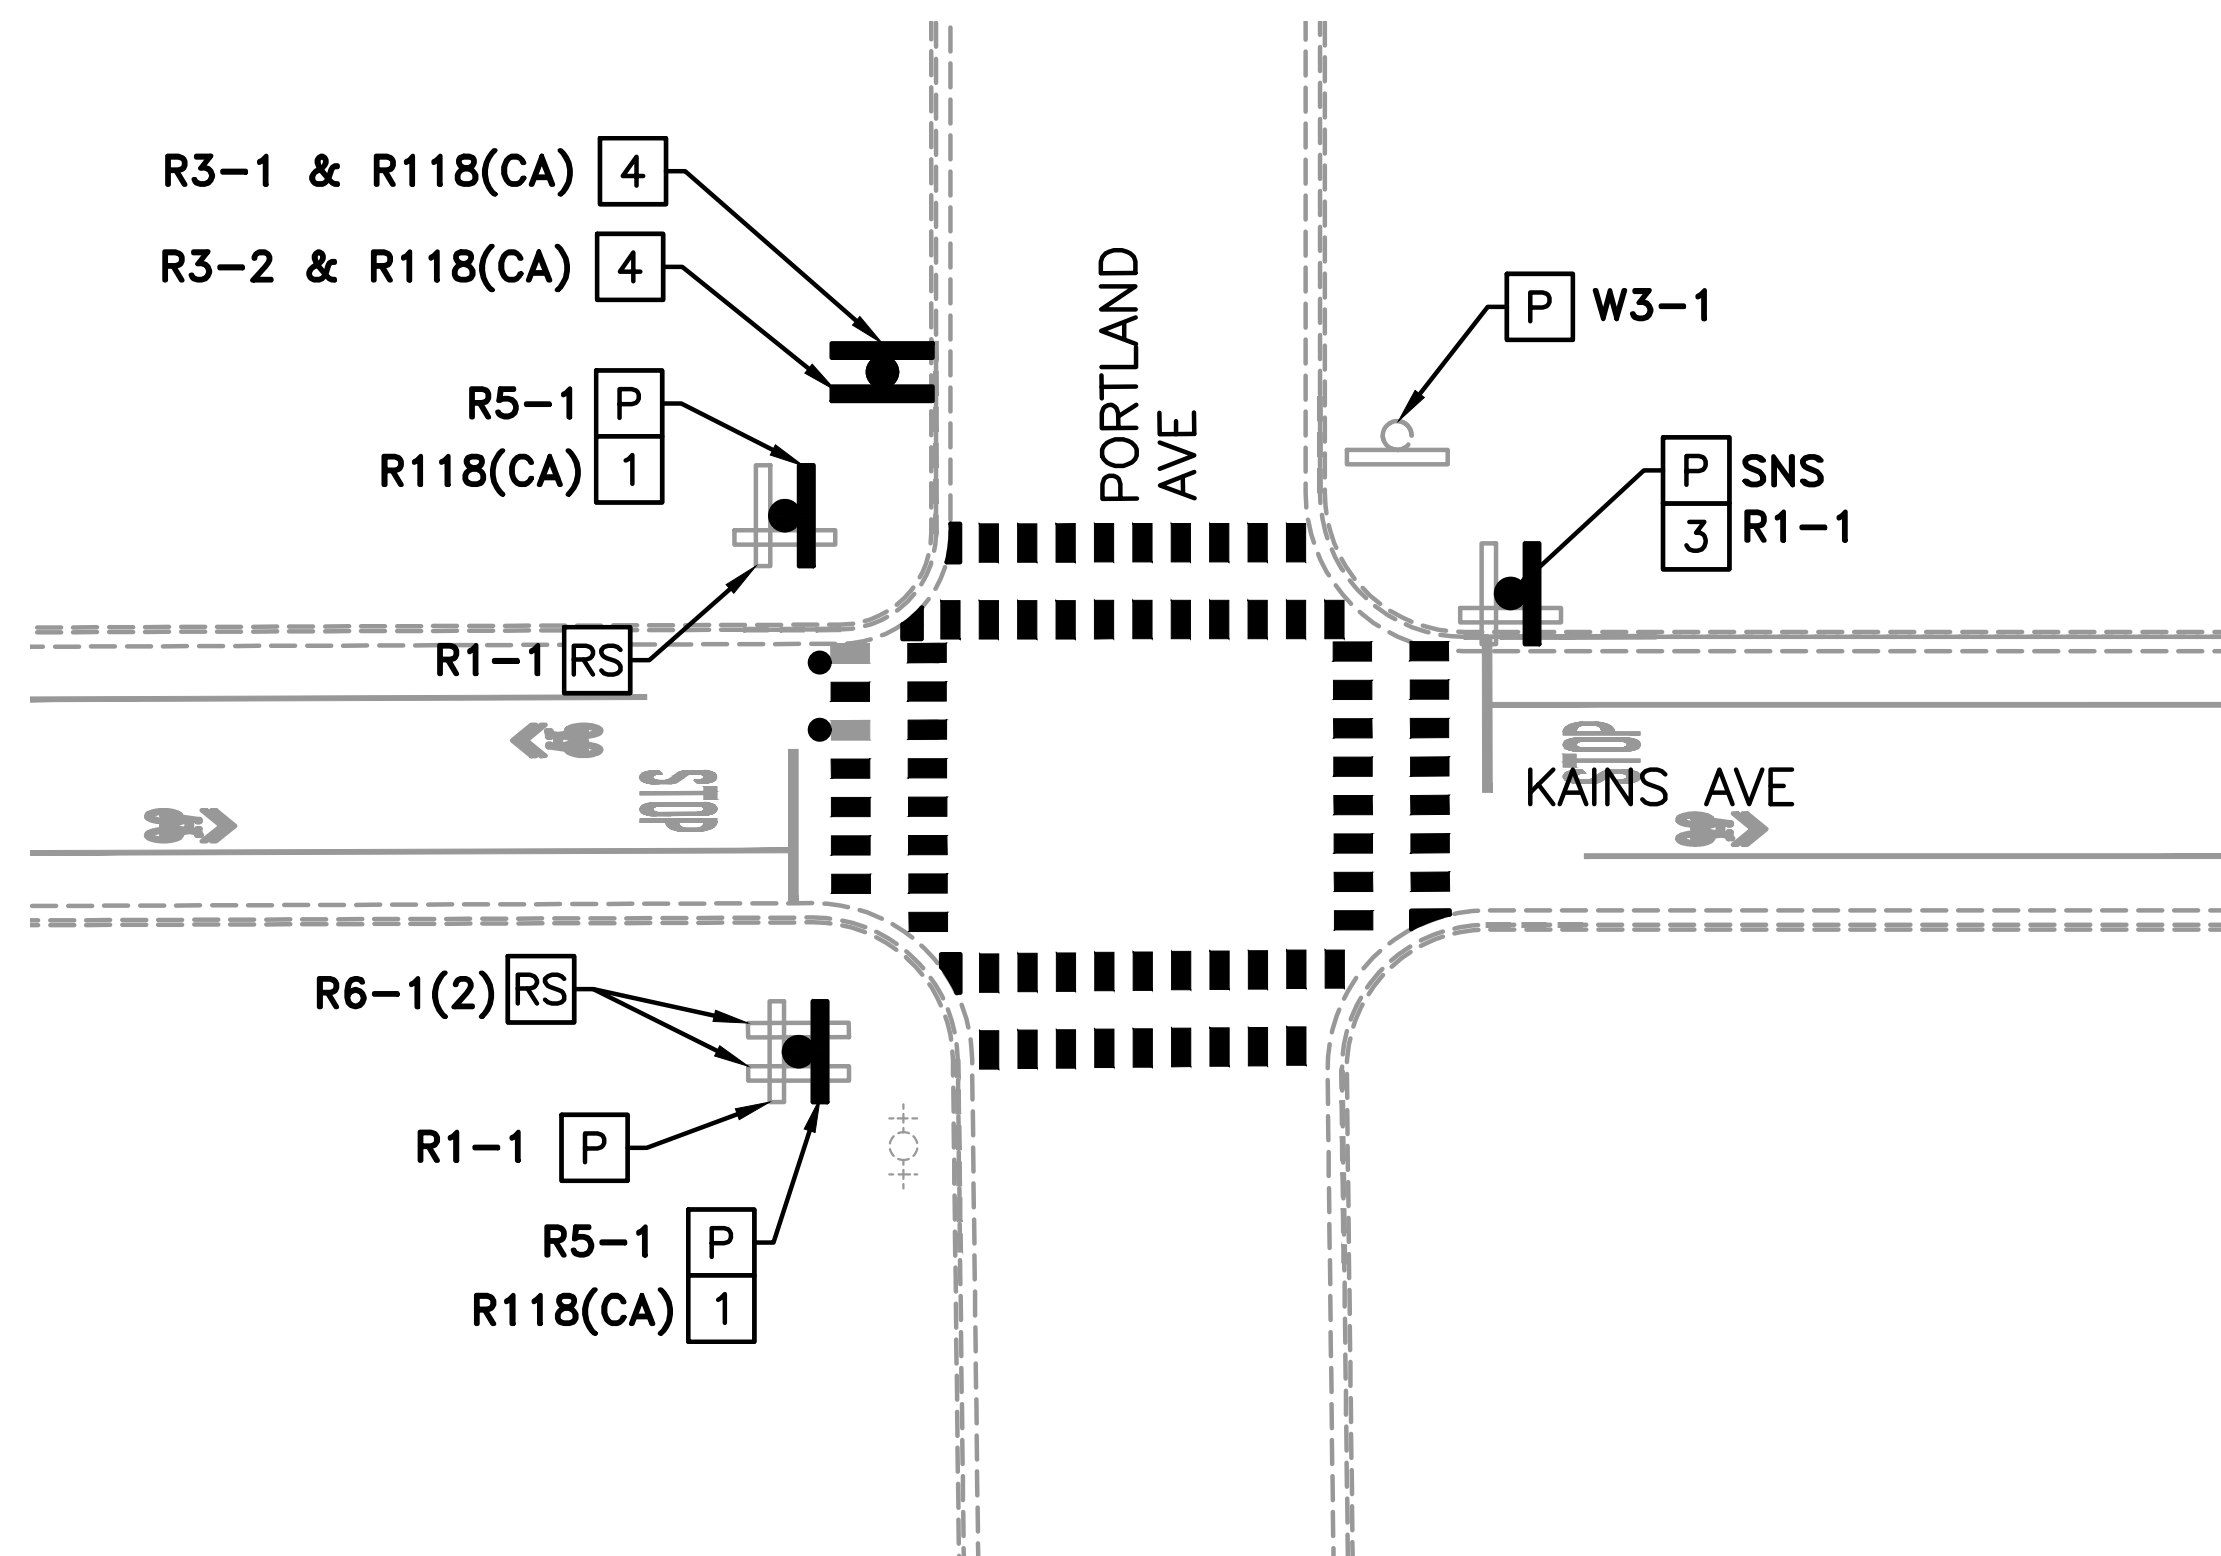 R3-1 & R118(CA) 4
R3-2 & R118(CA) 4
R5-1 P
R118(CA) 1
R1-1 RS
PORTLAND
AVE
P W3-1
P SNS
3 R1-1
STOP
STOP
KAINS AVE
R6-1(2) RS
R1-1 P
R5-1 P
R118(CA) 1